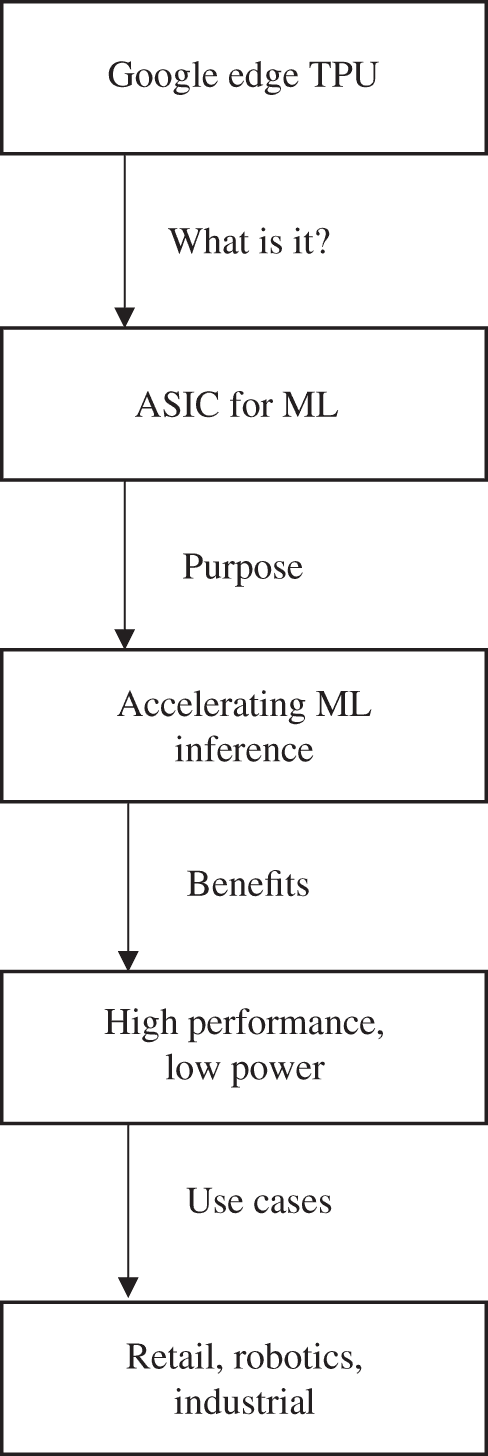 Google edge TPU
What is it?
ASIC for ML
Purpose
Accelerating ML
inference
Benefits
High performance,
low power
Use cases
Retail, robotics,
industrial